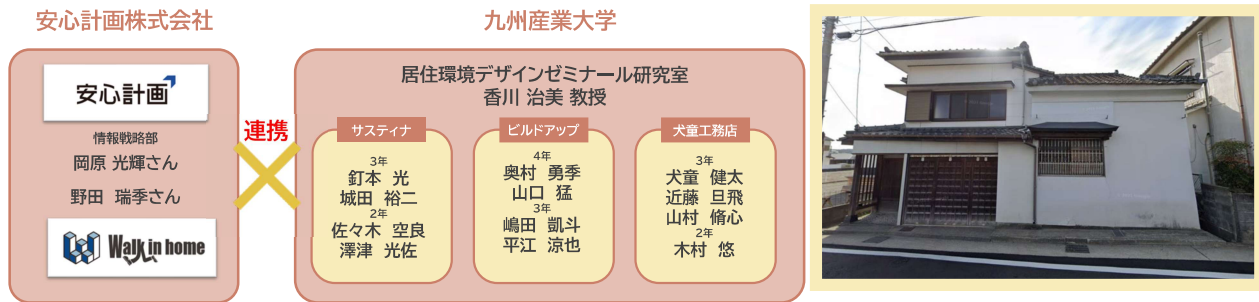 安心計画株式会社
安心計画
情報戦略部
岡原 光輝さん
野田 瑞季さん
Walk in home
連携
九州産業大学
居住環境デザインゼミナール研究室
香川 治美 教授
サスティナ
3年
釘本 光
城田 裕二
2年
佐々木 空良
澤津 光佐
ビルドアップ
4年
奥村 勇季
山口 猛
3年
嶋田 凱斗
平江 涼也
犬童工務店
3年
犬童 健太
近藤 旦飛
山村 脩心
2年
木村 悠